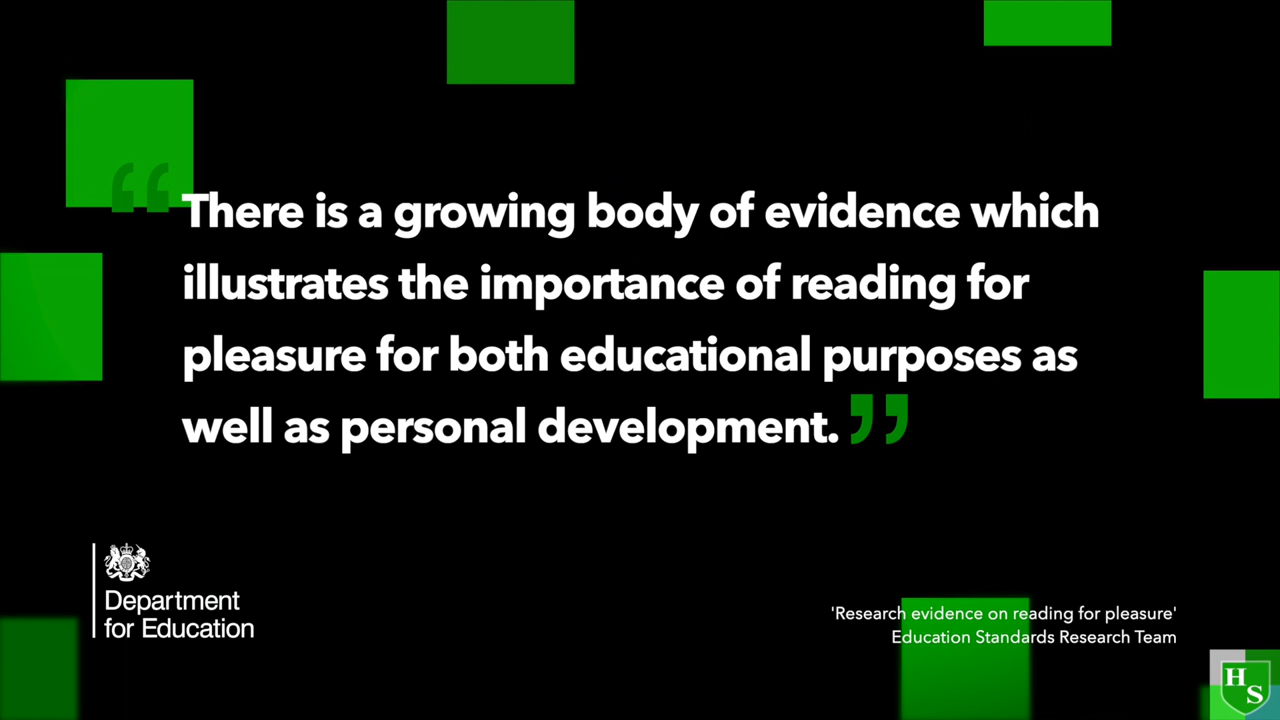 “There is a growing body of evidence which
illustrates the importance of reading for
pleasure for both educational purposes as
well as personal development.”
Department
for Education
'Research evidence on reading for pleasure'
Education Standards Research Team
H
S